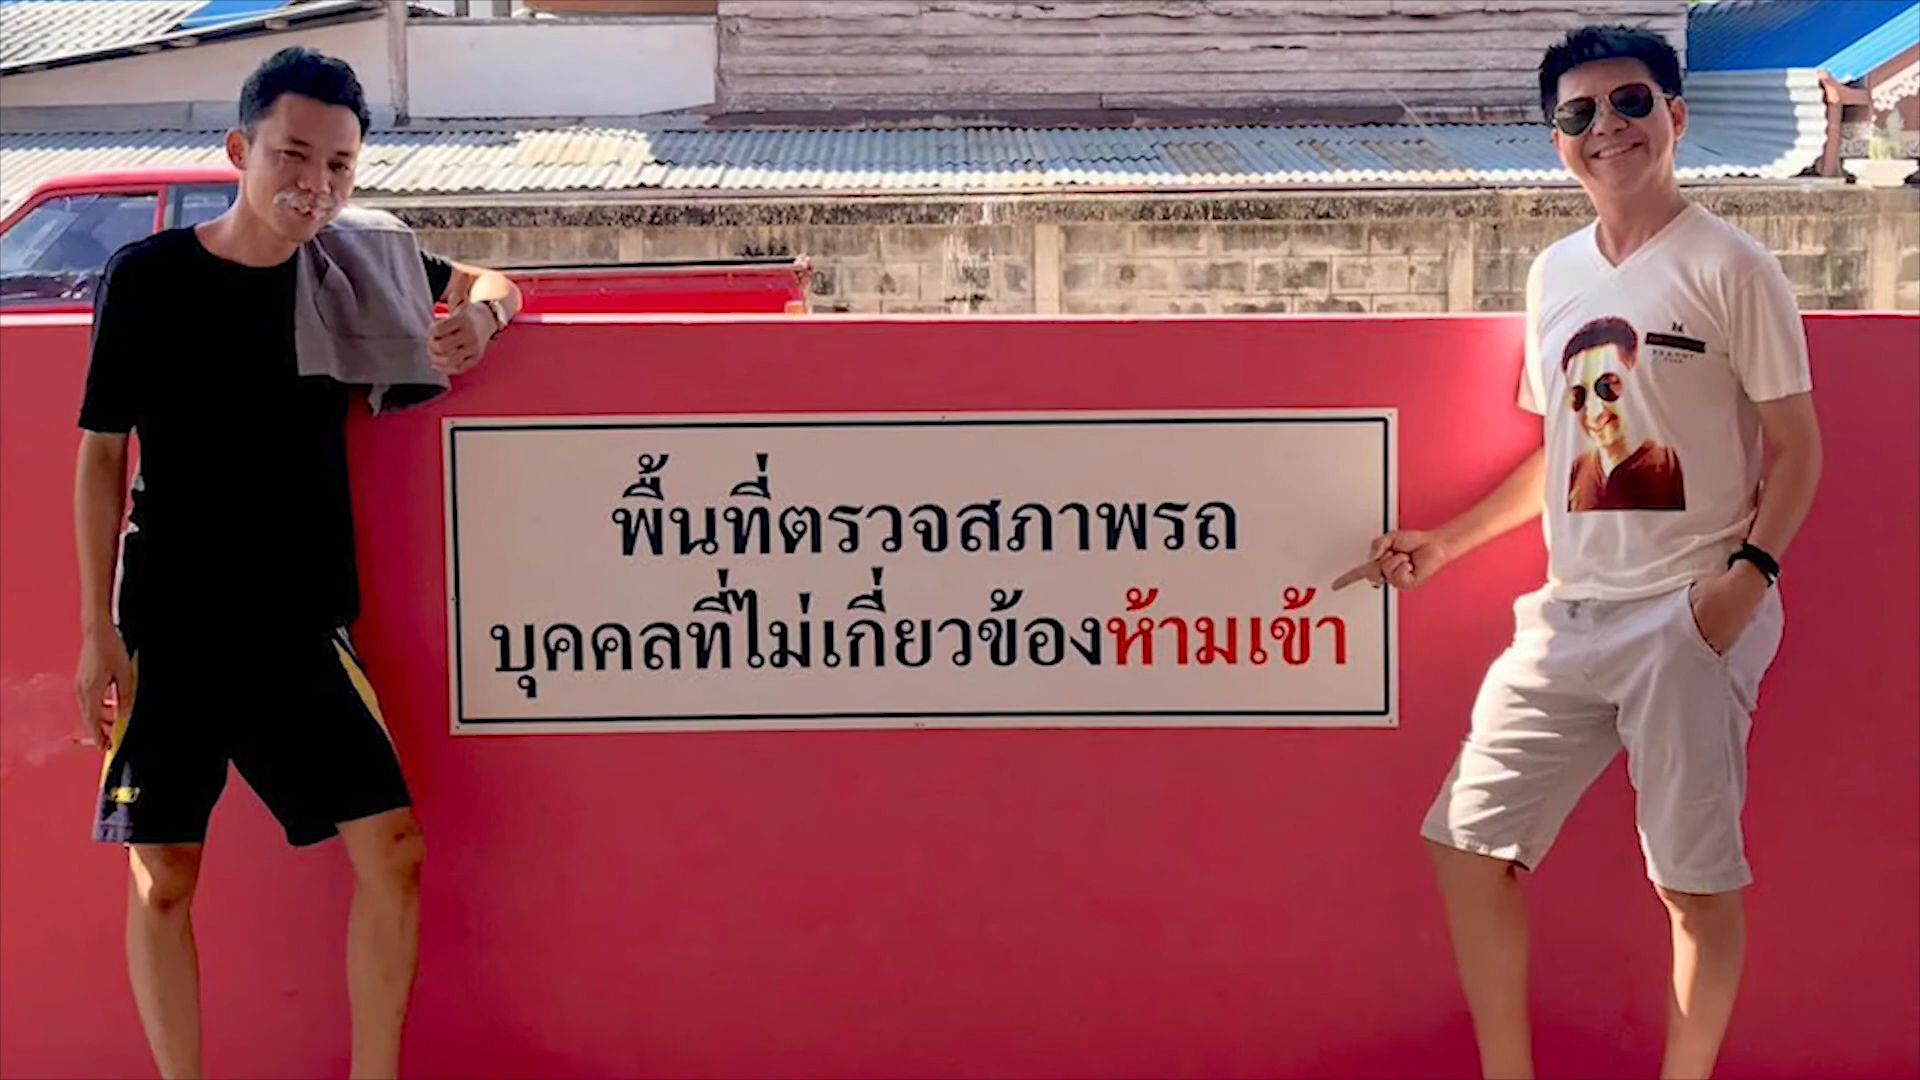 พื้นที่ตรวจสภาพรถ
บุคคลที่ไม่เกี่ยวข้องห้ามเข้า